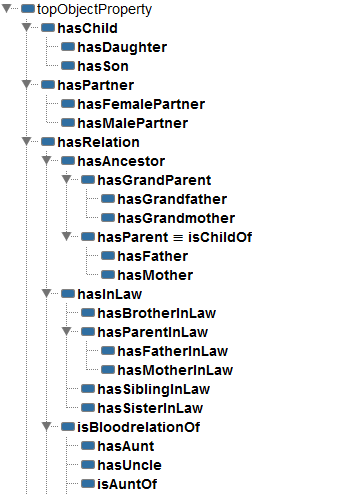 topObjectProperty
hasChild
hasDaughter
hasSon
hasPartner
hasFemalePartner
hasMalePartner
hasRelation
hasAncestor
hasGrandParent
hasGrandfather
hasGrandmother
hasParent ≡ isChildOf
hasFather
hasMother
hasInLaw
hasBrotherInLaw
hasParentInLaw
hasFatherInLaw
hasMotherInLaw
hasSiblingInLaw
hasSisterInLaw
isBloodrelationOf
hasAunt
hasUncle
isAuntOf